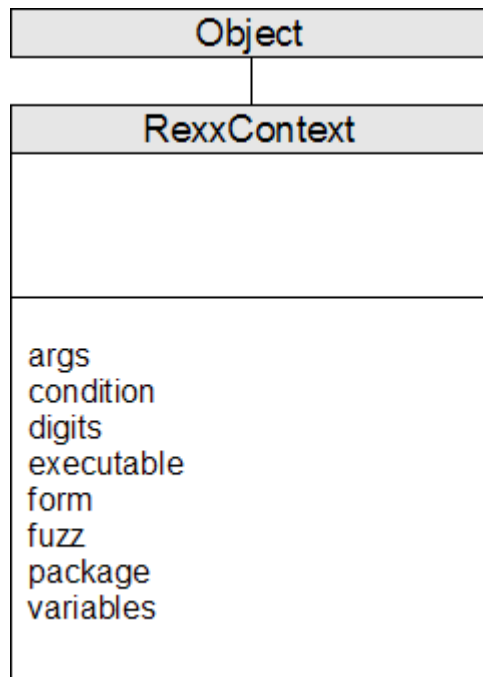 Object
RexxContext
args
condition
digits
executable
form
fuzz
package
variables